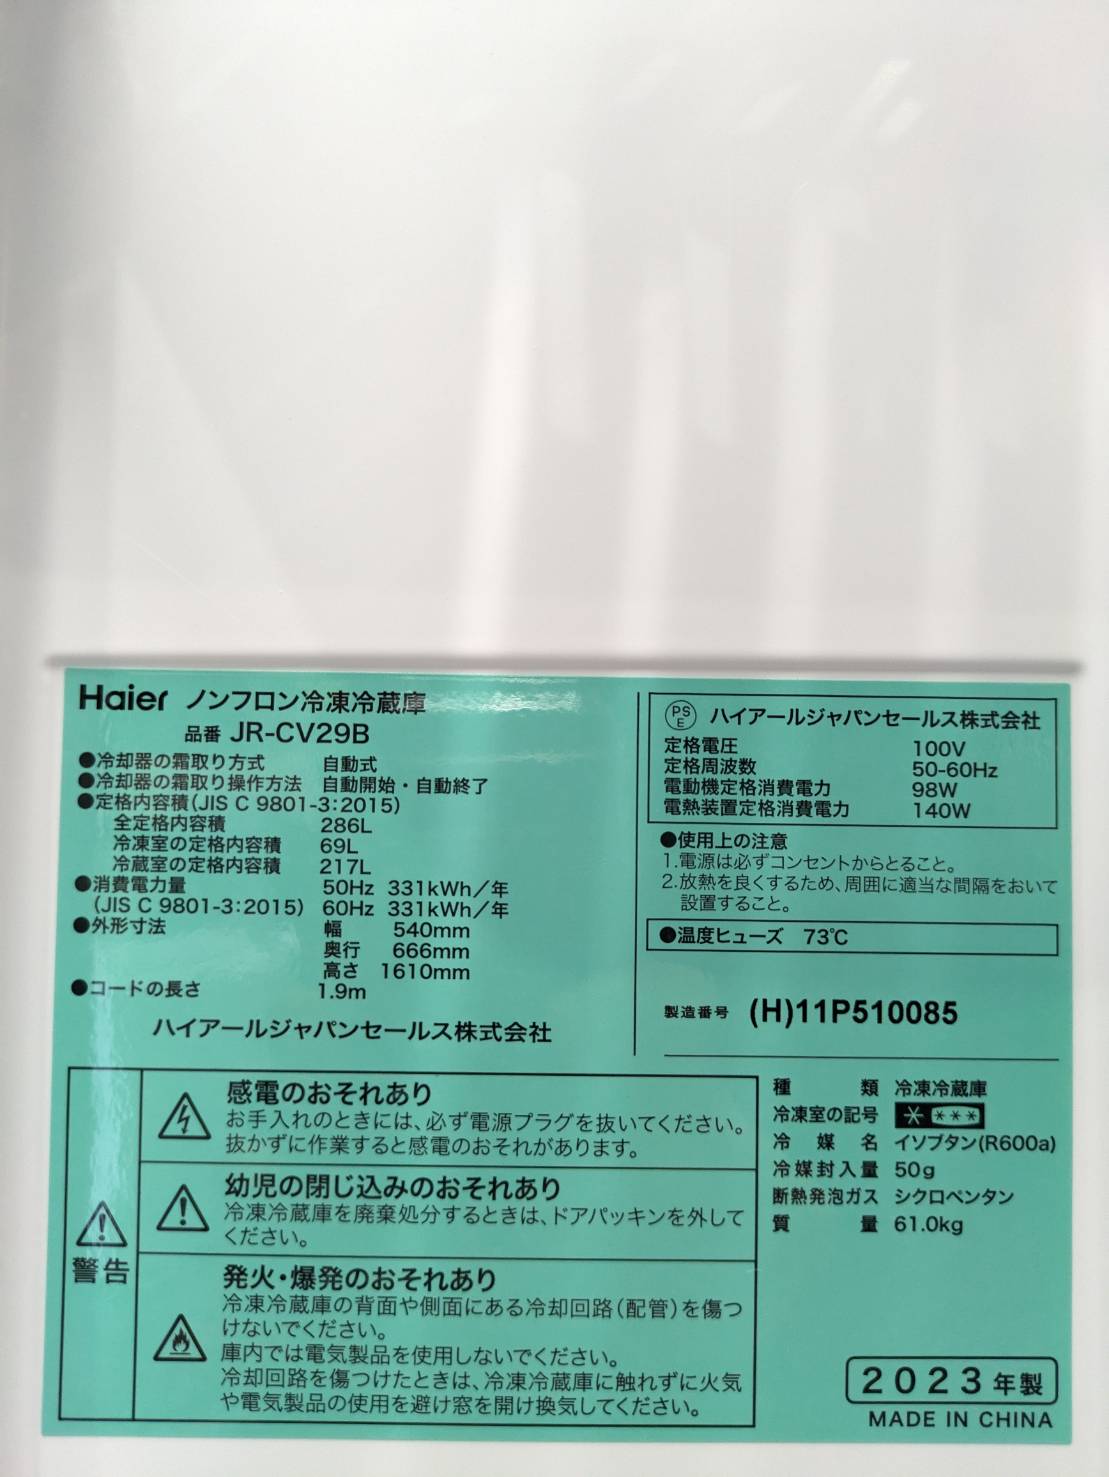 Haier ノンフロン冷凍冷蔵庫
品番 JR-CV29B
●冷却器の霜取り方式 自動式
●冷却器の霜取り操作方法 自動開始・自動終了
●定格内容積(JIS C 9801-3:2015)
全定格内容積 286L
冷凍室の定格内容積 69L
冷蔵室の定格内容積 217L
●消費電力量 50Hz 331kWh/年
(JIS C 9801-3:2015) 60Hz 331kWh/年
●外形寸法 幅 540mm
奥行 666mm
高さ 1610mm
●コードの長さ 1.9m
ハイアールジャパンセールス株式会社
PS
E
ハイアールジャパンセールス株式会社
定格電圧 100V
定格周波数 50-60Hz
電動機定格消費電力 98W
電熱装置定格消費電力 140W
●使用上の注意
1.電源は必ずコンセントからとること。
2.放熱を良くするため、周囲に適当な間隔をおいて
設置すること。
●温度ヒューズ 73℃
製造番号 (H)11P510085
警告
感電のおそれあり
お手入れのときには、必ず電源プラグを抜いてください。
抜かずに作業すると感電のおそれがあります。
幼児の閉じ込みのおそれあり
冷凍冷蔵庫を廃棄処分するときは、ドアパッキンを外して
ください。
発火・爆発のおそれあり
冷凍冷蔵庫の背面や側面にある冷却回路(配管)を傷つ
けないでください。
庫内では電気製品を使用しないでください。
冷却回路を傷つけたときは、冷凍冷蔵庫に触れずに火気
や電気製品の使用を避け窓を開け換気してください。
種類 冷凍冷蔵庫
冷凍室の記号
冷媒名 イソブタン(R600a)
冷媒封入量 50g
断熱発泡ガス シクロペンタン
質量 61.0kg
2023年製
MADE IN CHINA